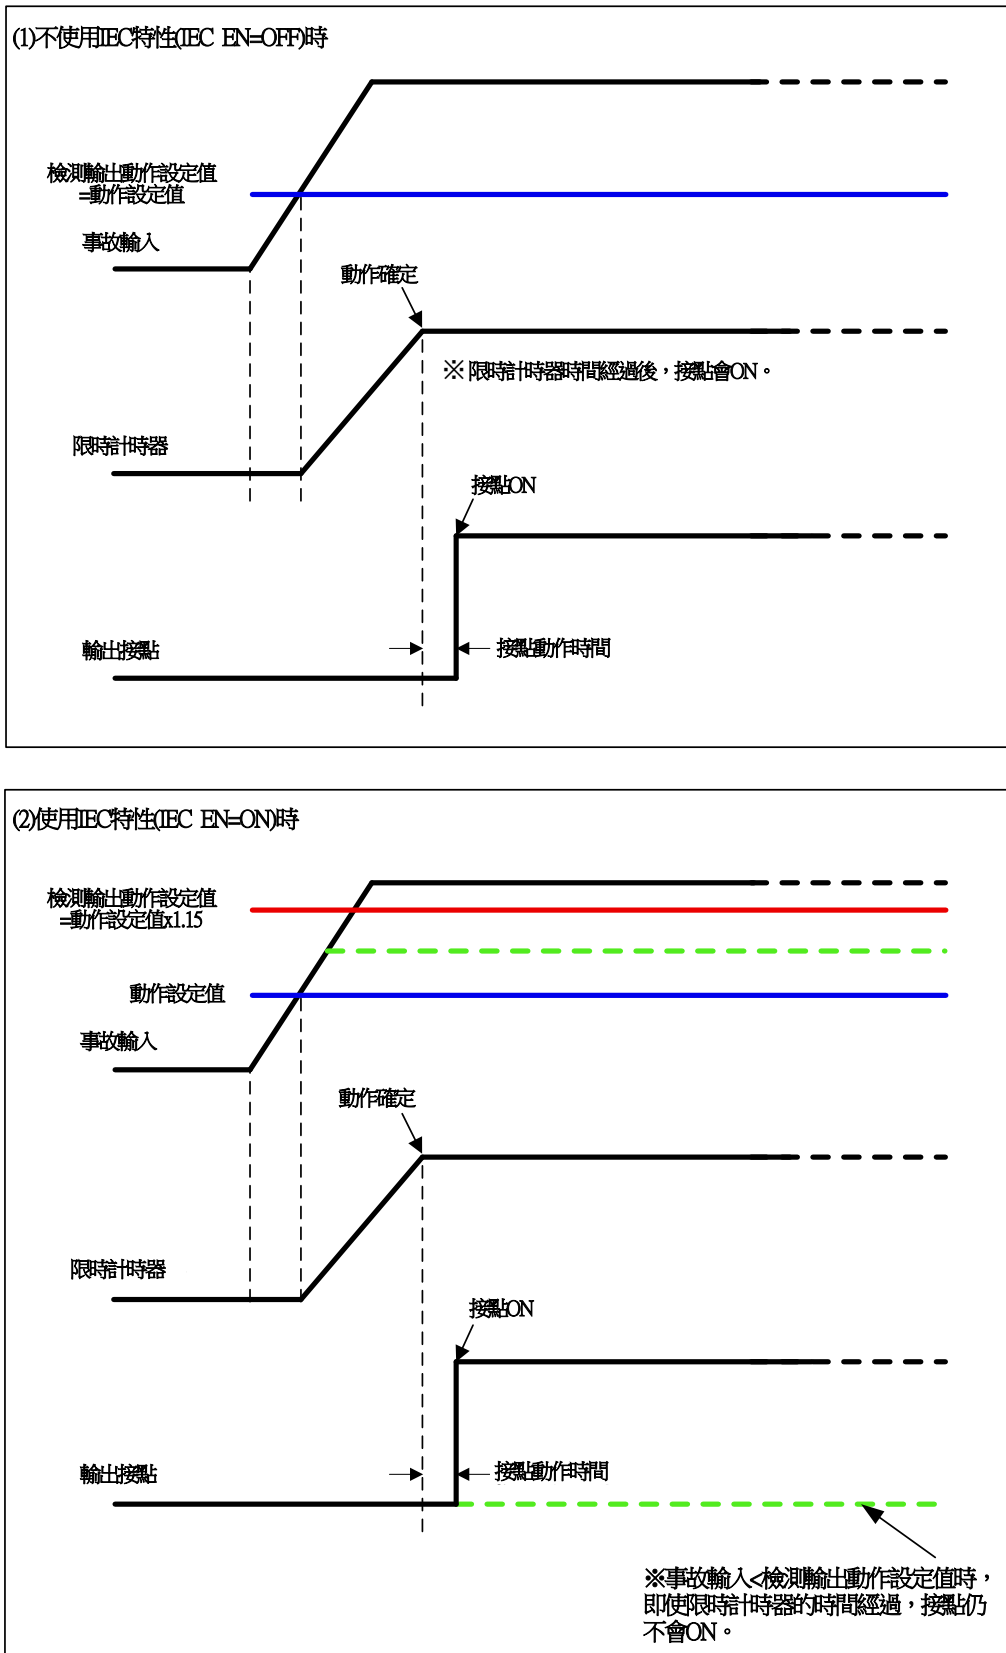 (1)不使用IEC特性(IEC EN=OFF)時
檢測輸出動作設定值
=動作設定值
事故輸入
動作確定
※ 限時計時器時間經過後，接點會ON。
限時計時器
接點ON
輸出接點
接點動作時間
(2)使用IEC特性(IEC EN=ON)時
檢測輸出動作設定值
=動作設定值x1.15
動作設定值
事故輸入
動作確定
限時計時器
接點ON
輸出接點
接點動作時間
※事故輸入<檢測輸出動作設定值時，
即使限時計時器的時間經過，接點仍
不會ON。